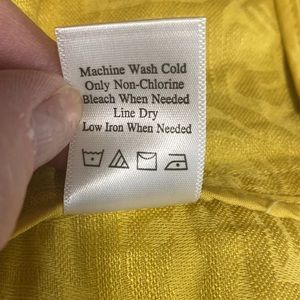 Machine Wash Cold
Only Non-Chlorine
Bleach When Needed
Line Dry
Low Iron When Needed